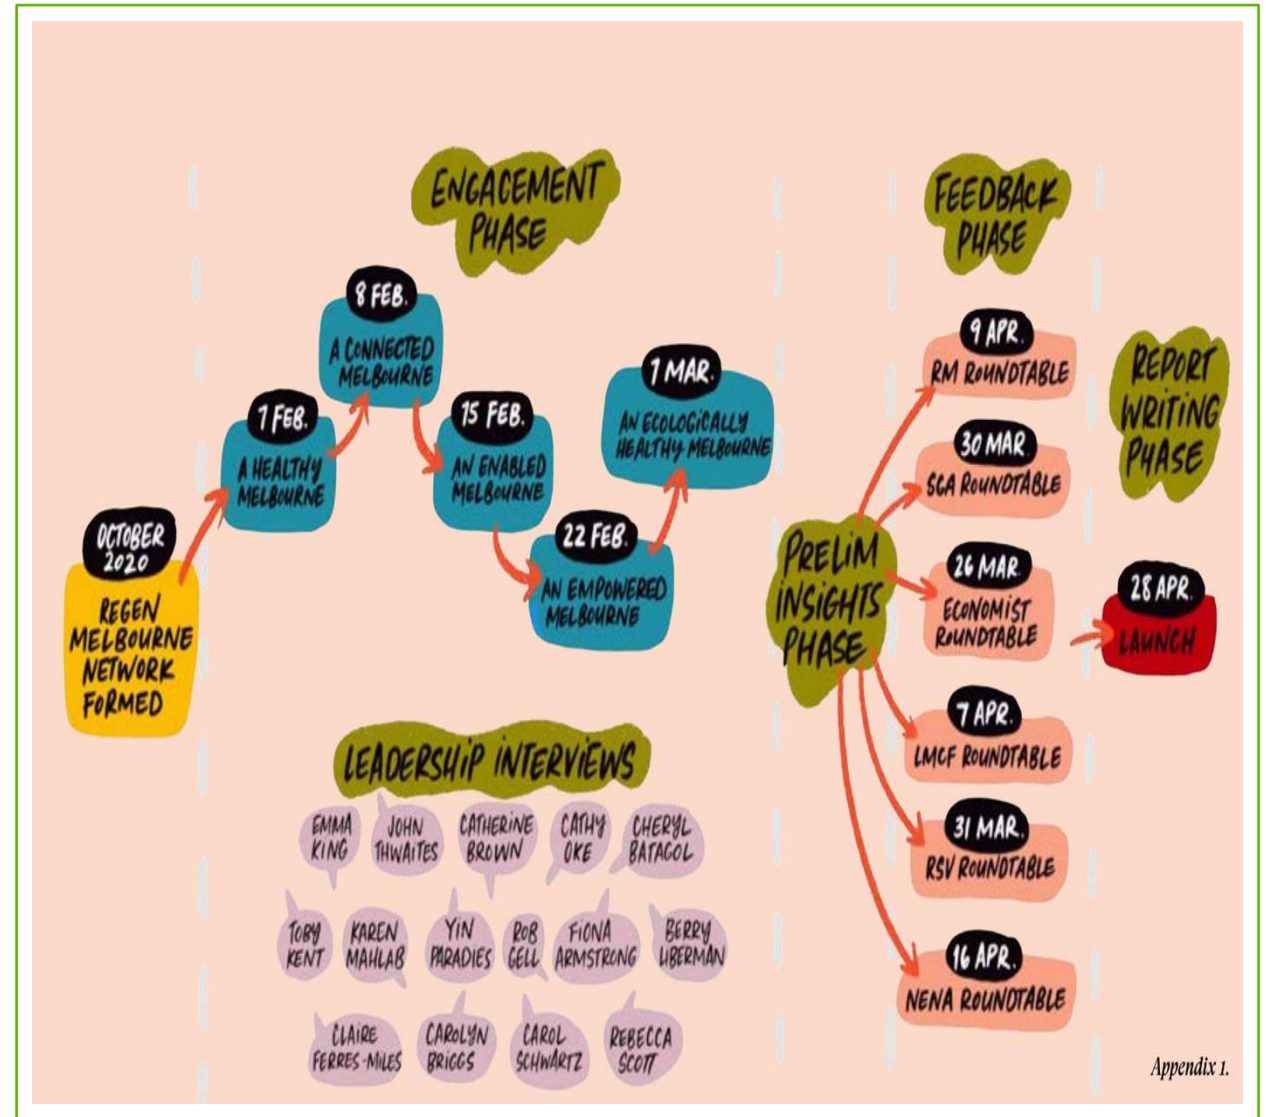 ENGAGEMENT
PHASE
FEEDBACK
PHASE
REPORT
WRITING
PHASE
OCTOBER
2020
REGEN
MELBOURNE
NETWORK
FORMED
1 FEB.
A HEALTHY
MELBOURNE
8 FEB.
A CONNECTED
MELBOURNE
15 FEB.
AN ENABLED
MELBOURNE
22 FEB.
AN EMPOWERED
MELBOURNE
1 MAR.
AN ECOLOGICALLY
HEALTHY MELBOURNE
PRELIM
INSIGHTS
PHASE
9 APR.
RM ROUNDTABLE
30 MAR.
SCA ROUNDTABLE
26 MAR.
ECONOMIST
ROUNDTABLE
7 APR.
LMCF ROUNDTABLE
31 MAR.
RSV ROUNDTABLE
16 APR.
NENA ROUNDTABLE
28 APR.
LAUNCH
LEADERSHIP INTERVIEWS
EMMA
KING
JOHN
THWAITES
CATHERINE
BROWN
CATHY
OKE
CHERYL
BATAGOL
TOBY
KENT
KAREN
MAHLAB
YIN
PARADIES
ROB
GELL
FIONA
ARMSTRONG
BERRY
LIBERMAN
CLAIRE
FERRES-MILES
CAROLYN
BRIGGS
CAROL
SCHWARTZ
REBECCA
SCOTT
Appendix 1.